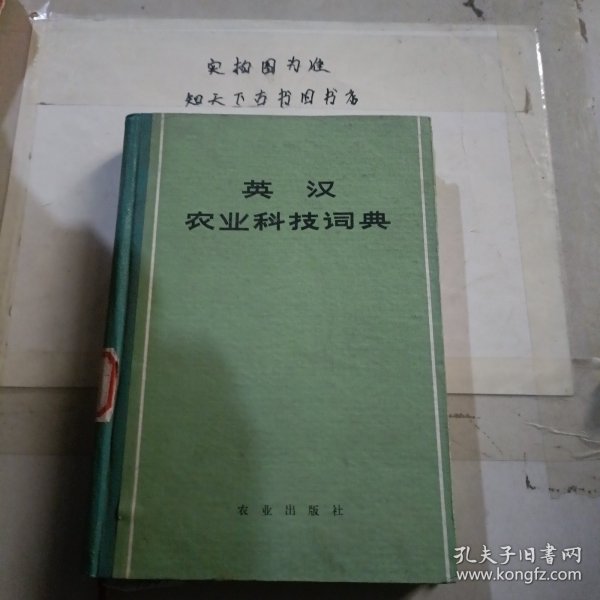 实拍图为准
知天下古书旧书店
英汉
农业科技词典
农业出版社
孔夫子旧书网
www.kongfz.com